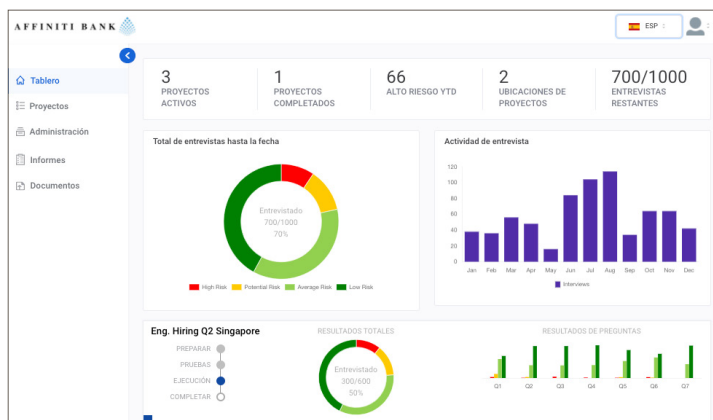 AFFINITI BANK
ESP
Tablero
Proyectos
Administración
Informes
Documentos
3
PROYECTOS
ACTIVOS
1
PROYECTOS
COMPLETADOS
66
ALTO RIESGO YTD
2
UBICACIONES DE
PROYECTOS
700/1000
ENTREVISTAS
RESTANTES
Total de entrevistas hasta la fecha
Entrevistado
700/1000
70%
High Risk
Potential Risk
Average Risk
Low Risk
Actividad de entrevista
120
100
80
60
40
20
0
Jan Feb Mar Apr May Jun Jul Aug Sep Oct Nov Dec
Interviews
Eng. Hiring Q2 Singapore
PREPARAR
PRUEBAS
EJECUCIÓN
COMPLETAR
RESULTADOS TOTALES
Entrevistado
300/600
50%
RESULTADOS DE PREGUNTAS
Q1 Q2 Q3 Q4 Q5 Q6 Q7